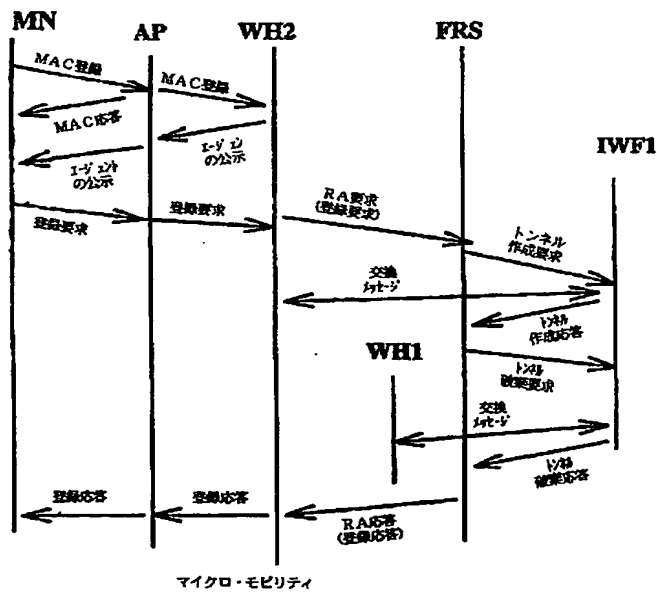 MN
AP
WH2
FRS
IWF1
MAC登録
MAC登録
MAC応答
エージェント
の公示
エージェン
の公示
登録要求
登録要求
RA要求
(登録要求)
トンネル
作成要求
交換
メッセージ
トンネル
作成応答
WH1
トンネル
破棄要求
交換
メッセージ
トンネル
破棄応答
登録応答
登録応答
RA応答
(登録応答)
マイクロ・モビリティ